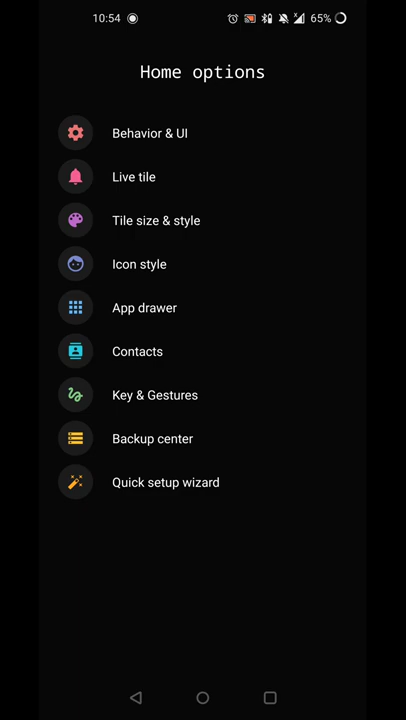 10:54 65%
Home options
Behavior & UI
Live tile
Tile size & style
Icon style
App drawer
Contacts
Key & Gestures
Backup center
Quick setup wizard